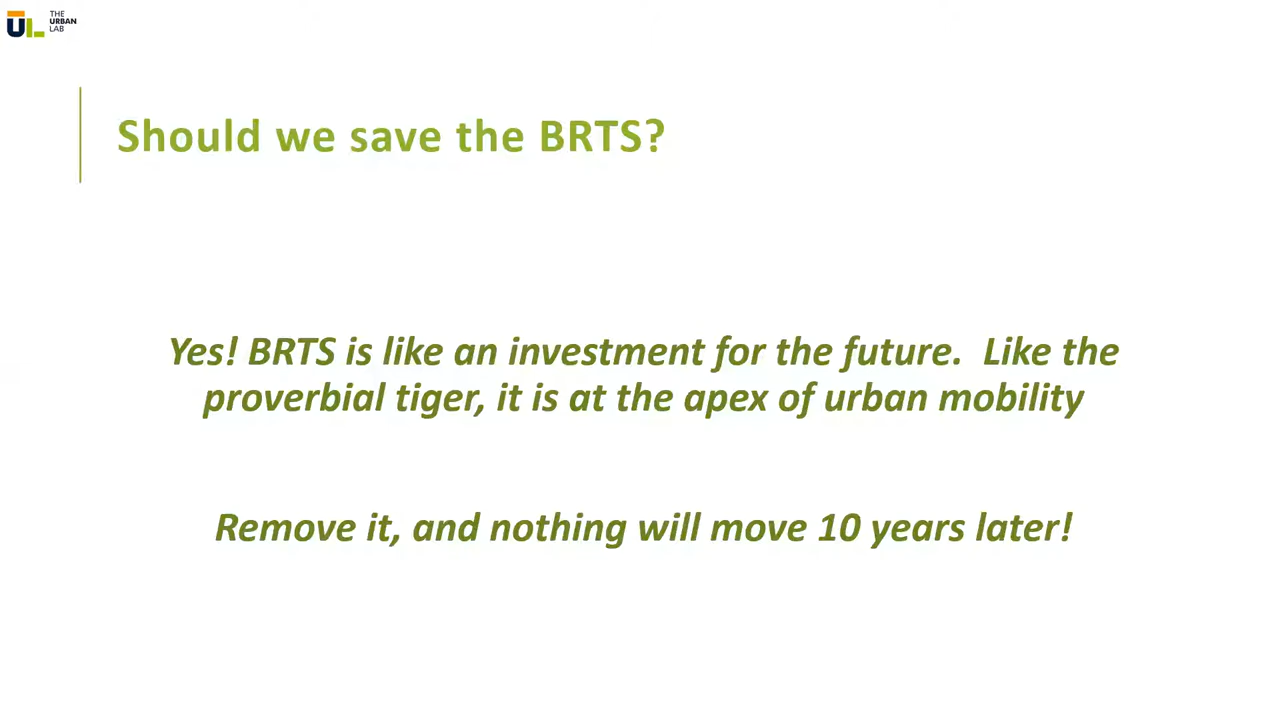 THE
URBAN
LAB
UL
Should we save the BRTS?
Yes! BRTS is like an investment for the future.  Like the
proverbial tiger, it is at the apex of urban mobility
Remove it, and nothing will move 10 years later!